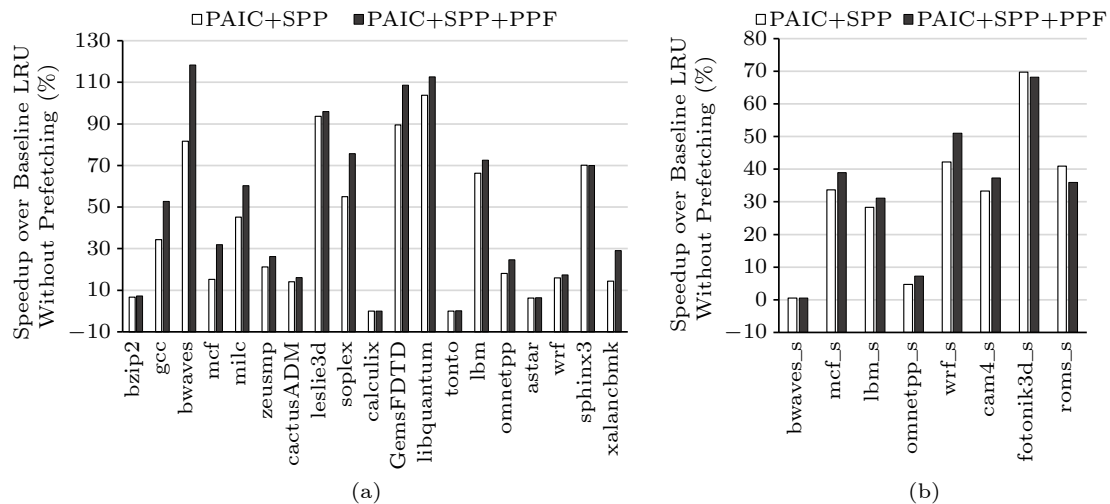 PAIC+SPP PAIC+SPP+PPF
Speedup over Baseline LRU
Without Prefetching (%)
130
110
90
70
50
30
10
−10
bzip2
gcc
bwaves
mcf
milc
zeusmp
cactusADM
leslie3d
soplex
calculix
GemsFDTD
libquantum
tonto
lbm
omnetpp
astar
wrf
sphinx3
xalancbmk
(a)
PAIC+SPP PAIC+SPP+PPF
Speedup over Baseline LRU
Without Prefetching (%)
80
70
60
50
40
30
20
10
0
−10
bwaves_s
mcf_s
lbm_s
omnetpp_s
wrf_s
cam4_s
fotonik3d_s
roms_s
(b)